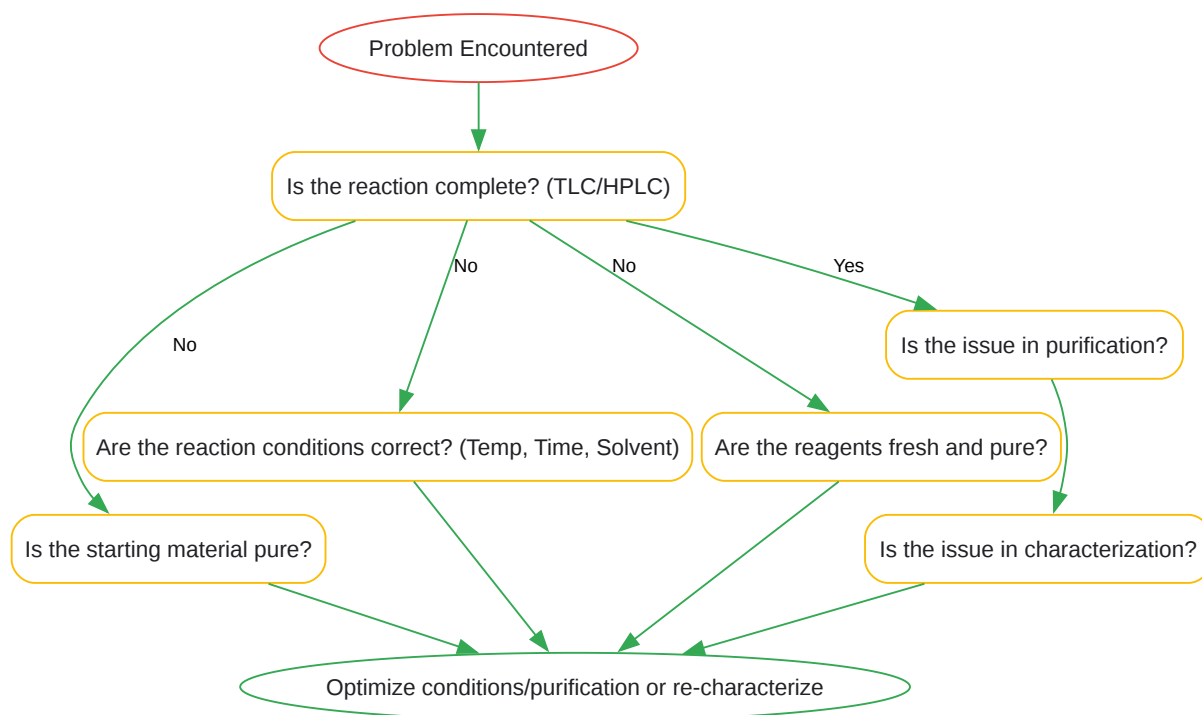 Problem Encountered
Is the reaction complete? (TLC/HPLC)
No
No
Yes
No
Is the issue in purification?
Are the reaction conditions correct? (Temp, Time, Solvent)
Are the reagents fresh and pure?
Is the starting material pure?
Is the issue in characterization?
Optimize conditions/purification or re-characterize